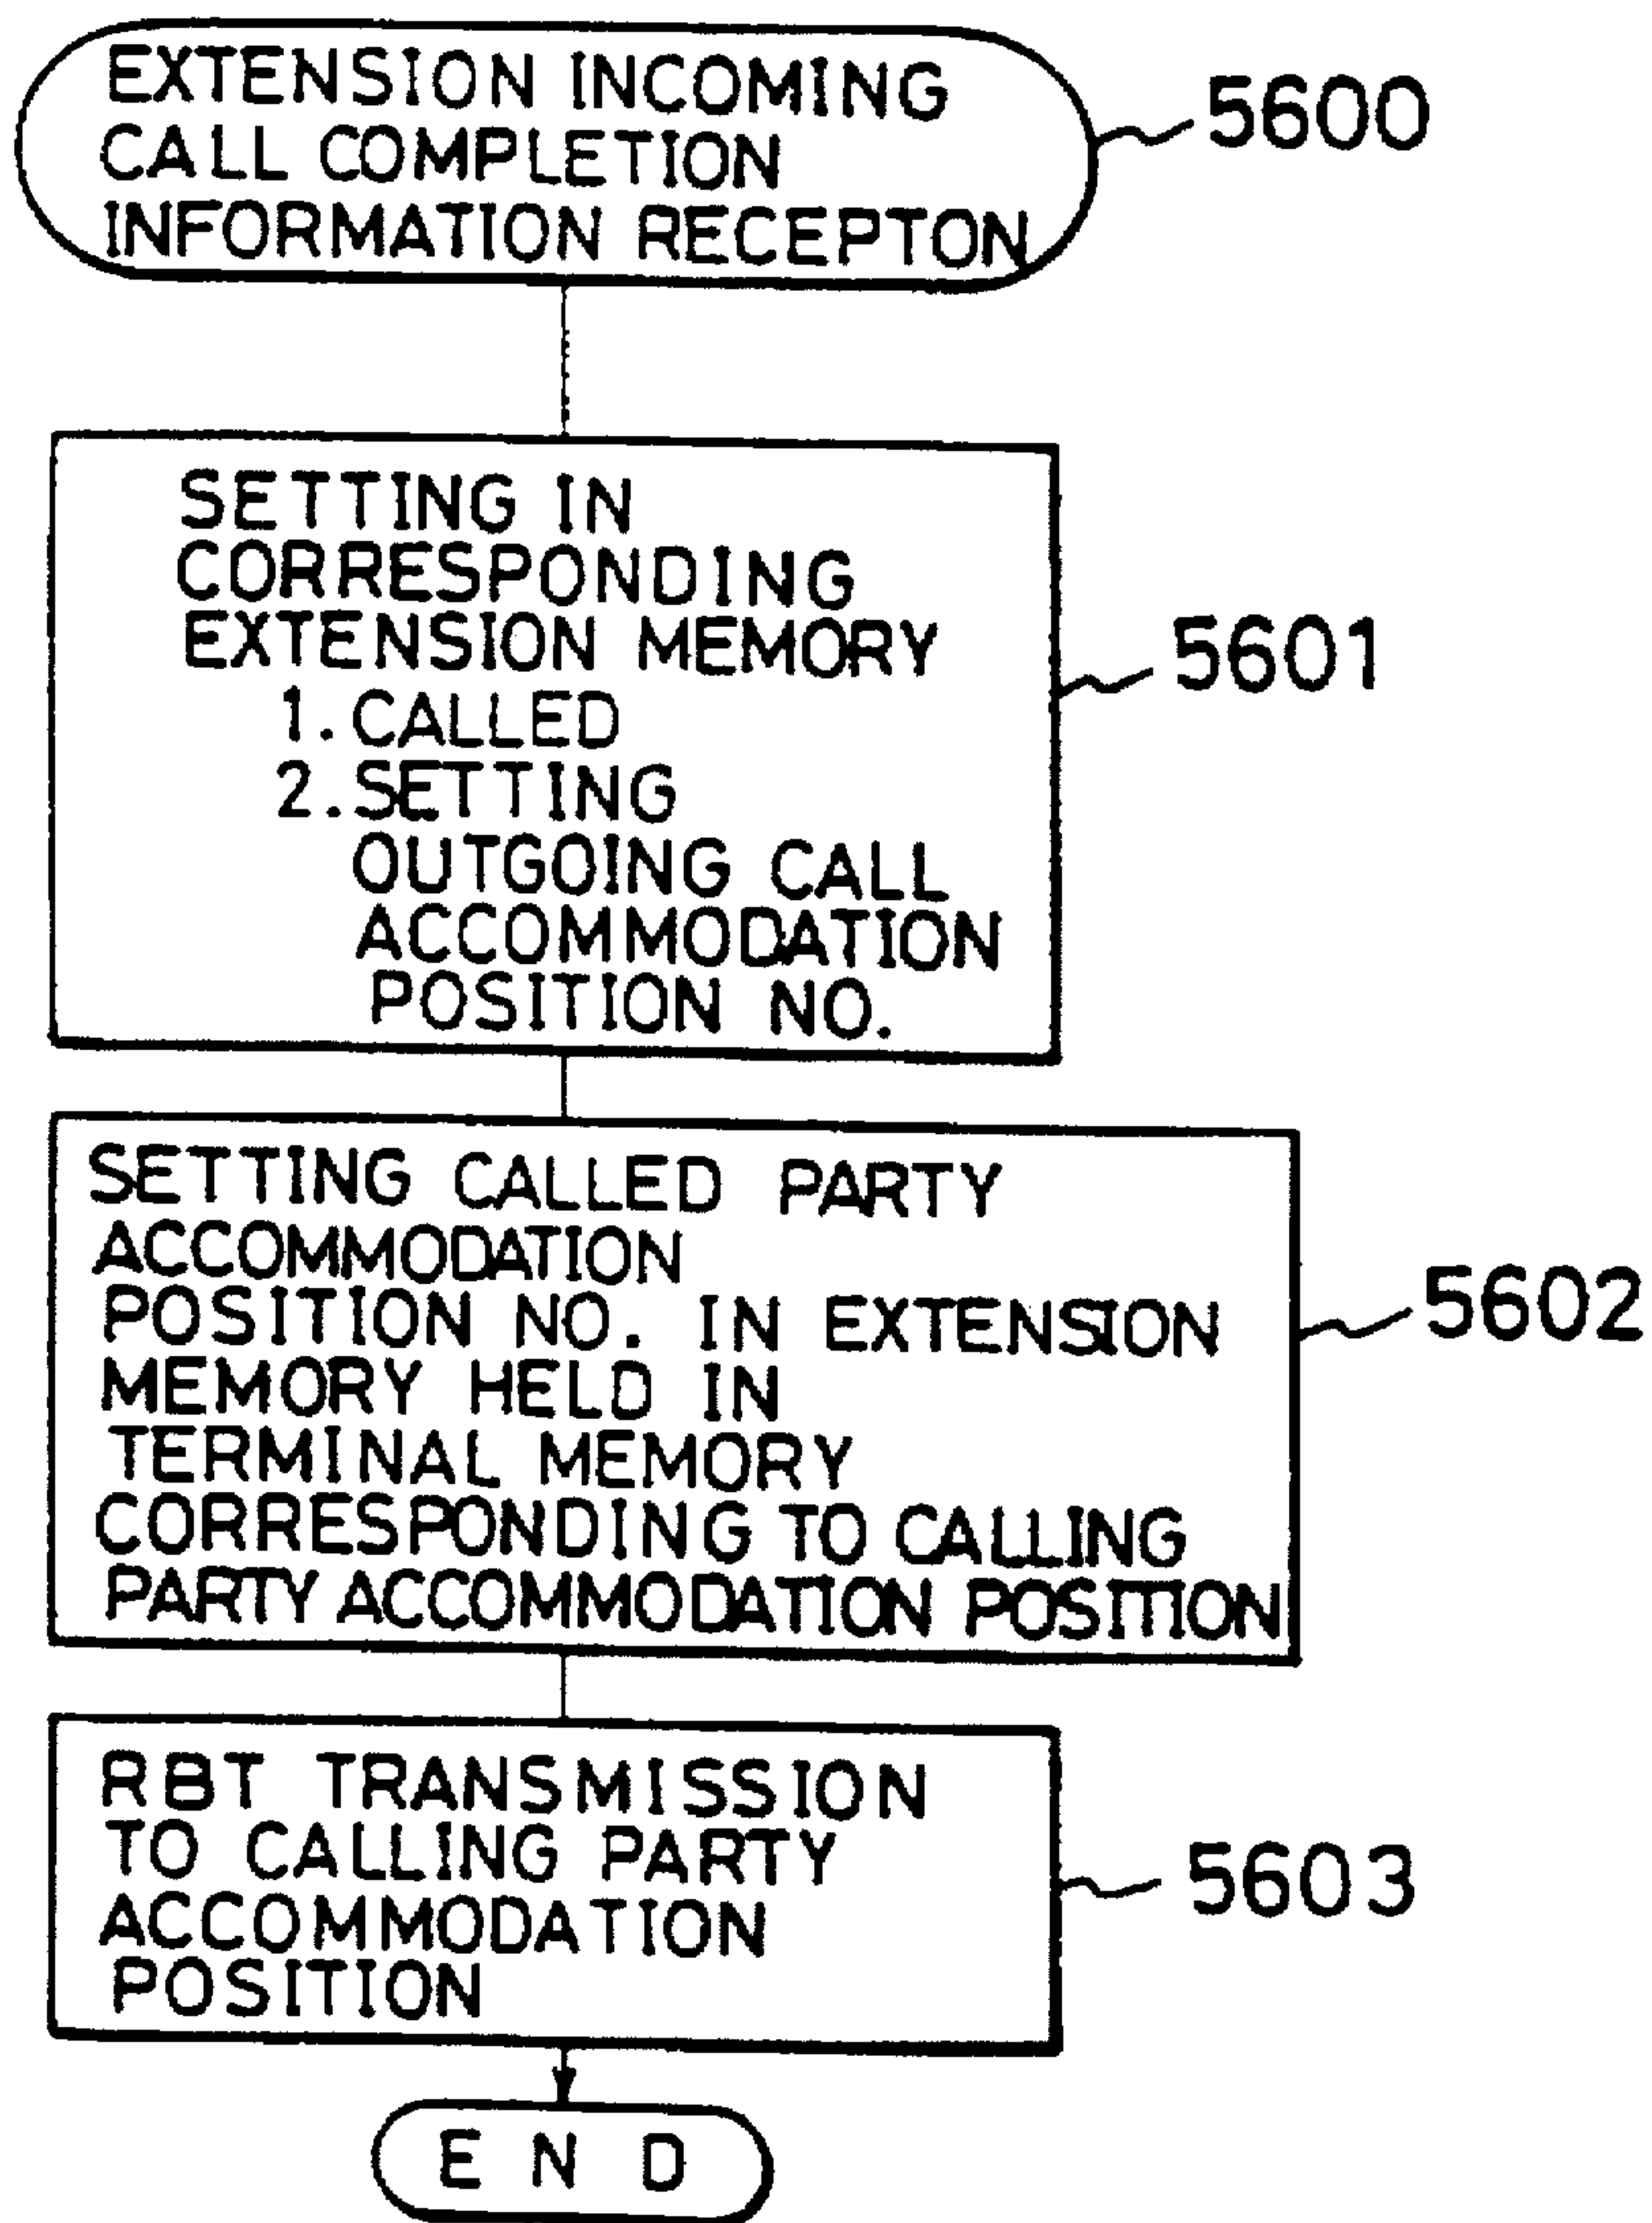 EXTENSION INCOMING
CALL COMPLETION
INFORMATION RECEPTON
5600
SETTING IN
CORRESPONDING
EXTENSION MEMORY
1. CALLED
2. SETTING
OUTGOING CALL
ACCOMMODATION
POSITION NO.
5601
SETTING CALLED PARTY
ACCOMMODATION
POSITION NO. IN EXTENSION
MEMORY HELD IN
TERMINAL MEMORY
CORRESPONDING TO CALLING
PARTY ACCOMMODATION POSITION
5602
RBT TRANSMISSION
TO CALLING PARTY
ACCOMMODATION
POSITION
5603
END